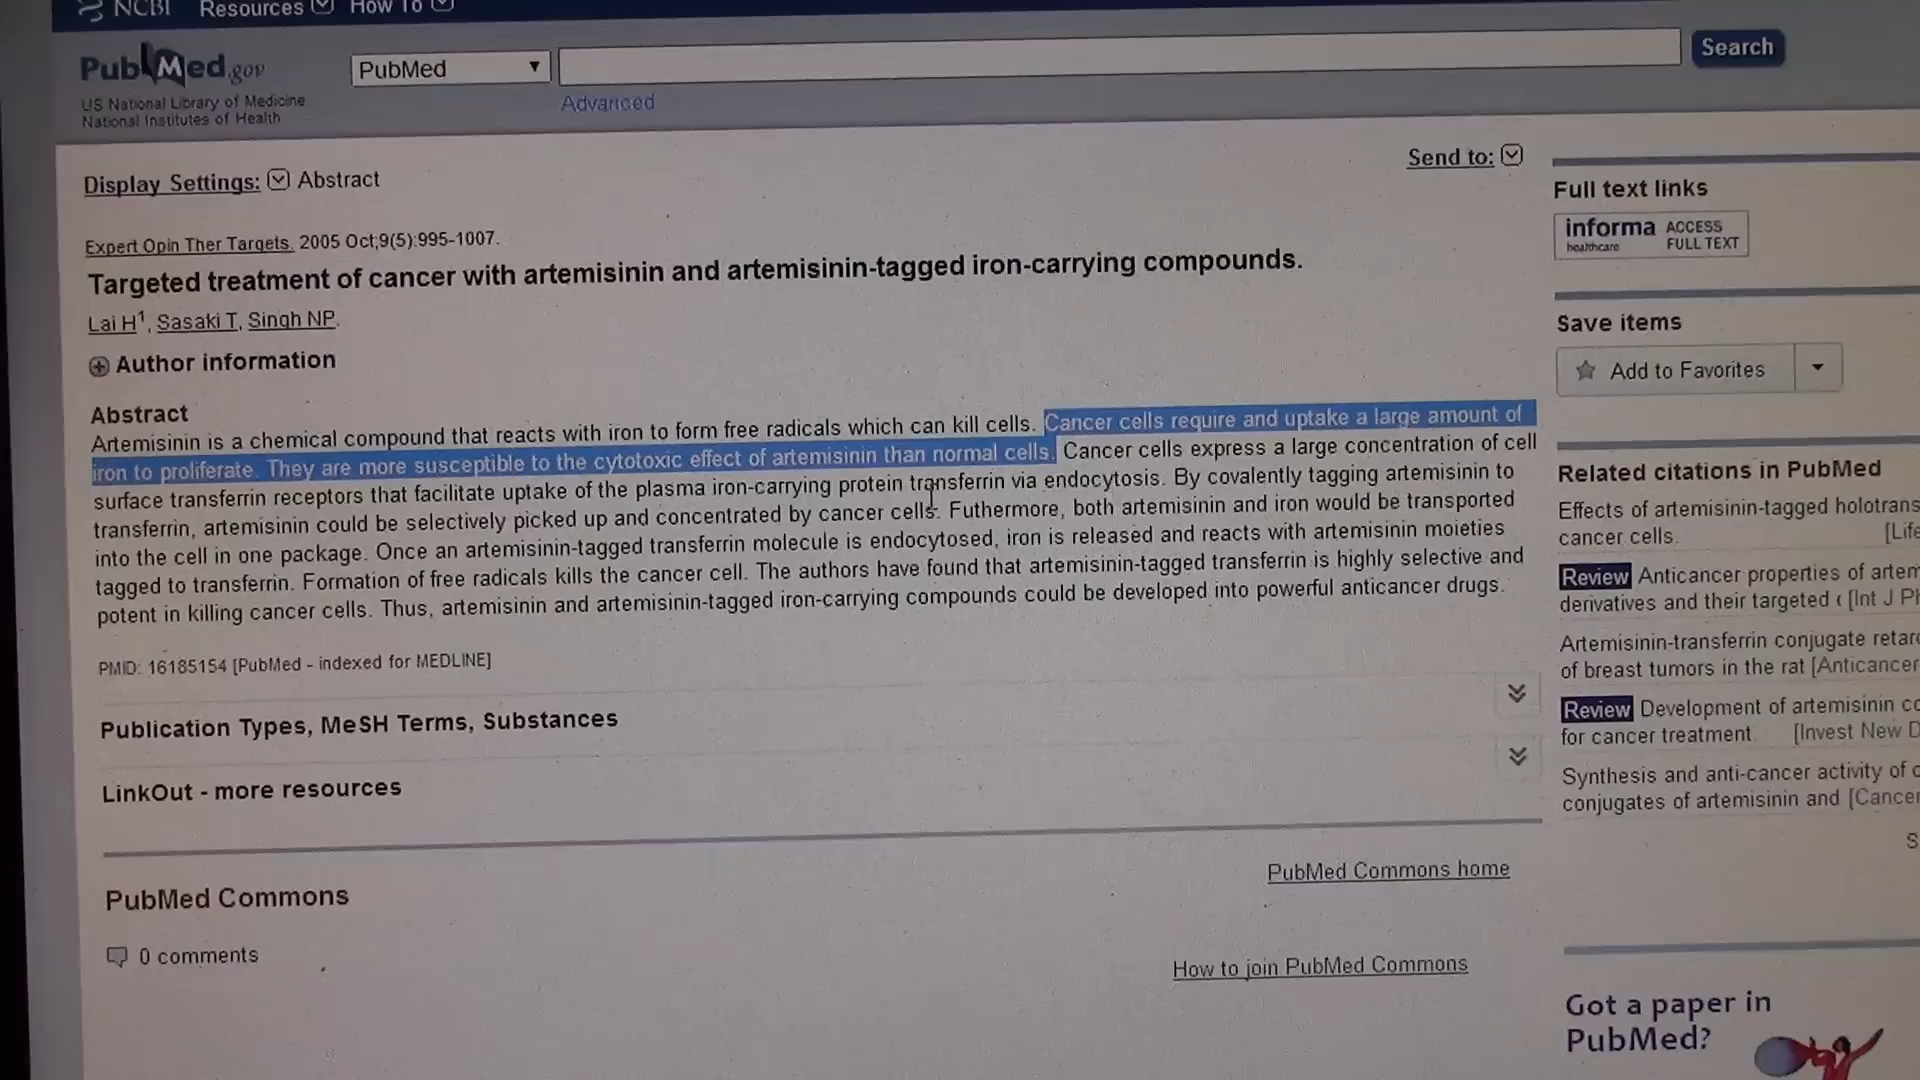 NCBI Resources How To
PubMed.gov
US National Library of Medicine
National Institutes of Health
PubMed
Search
Advanced
Display Settings: Abstract
Send to:
Expert Opin Ther Targets. 2005 Oct;9(5):995-1007.
Targeted treatment of cancer with artemisinin and artemisinin-tagged iron-carrying compounds.
Lai H1, Sasaki T, Singh NP.
Author information
Abstract
Artemisinin is a chemical compound that reacts with iron to form free radicals which can kill cells. Cancer cells require and uptake a large amount of
iron to proliferate. They are more susceptible to the cytotoxic effect of artemisinin than normal cells. Cancer cells express a large concentration of cell
surface transferrin receptors that facilitate uptake of the plasma iron-carrying protein transferrin via endocytosis. By covalently tagging artemisinin to
transferrin, artemisinin could be selectively picked up and concentrated by cancer cells. Futhermore, both artemisinin and iron would be transported
into the cell in one package. Once an artemisinin-tagged transferrin molecule is endocytosed, iron is released and reacts with artemisinin moieties
tagged to transferrin. Formation of free radicals kills the cancer cell. The authors have found that artemisinin-tagged transferrin is highly selective and
potent in killing cancer cells. Thus, artemisinin and artemisinin-tagged iron-carrying compounds could be developed into powerful anticancer drugs.
PMID: 16185154 [PubMed - indexed for MEDLINE]
Publication Types, MeSH Terms, Substances
LinkOut - more resources
PubMed Commons
PubMed Commons home
0 comments
How to join PubMed Commons
Full text links
informa healthcare ACCESS FULL TEXT
Save items
Add to Favorites
Related citations in PubMed
Effects of artemisinin-tagged holotrans
cancer cells. [Life
Review Anticancer properties of artem
derivatives and their targeted [Int J Ph
Artemisinin-transferrin conjugate retard
of breast tumors in the rat [Anticancer
Review Development of artemisinin co
for cancer treatment. [Invest New D
Synthesis and anti-cancer activity of c
conjugates of artemisinin and [Cancer
S
Got a paper in
PubMed?